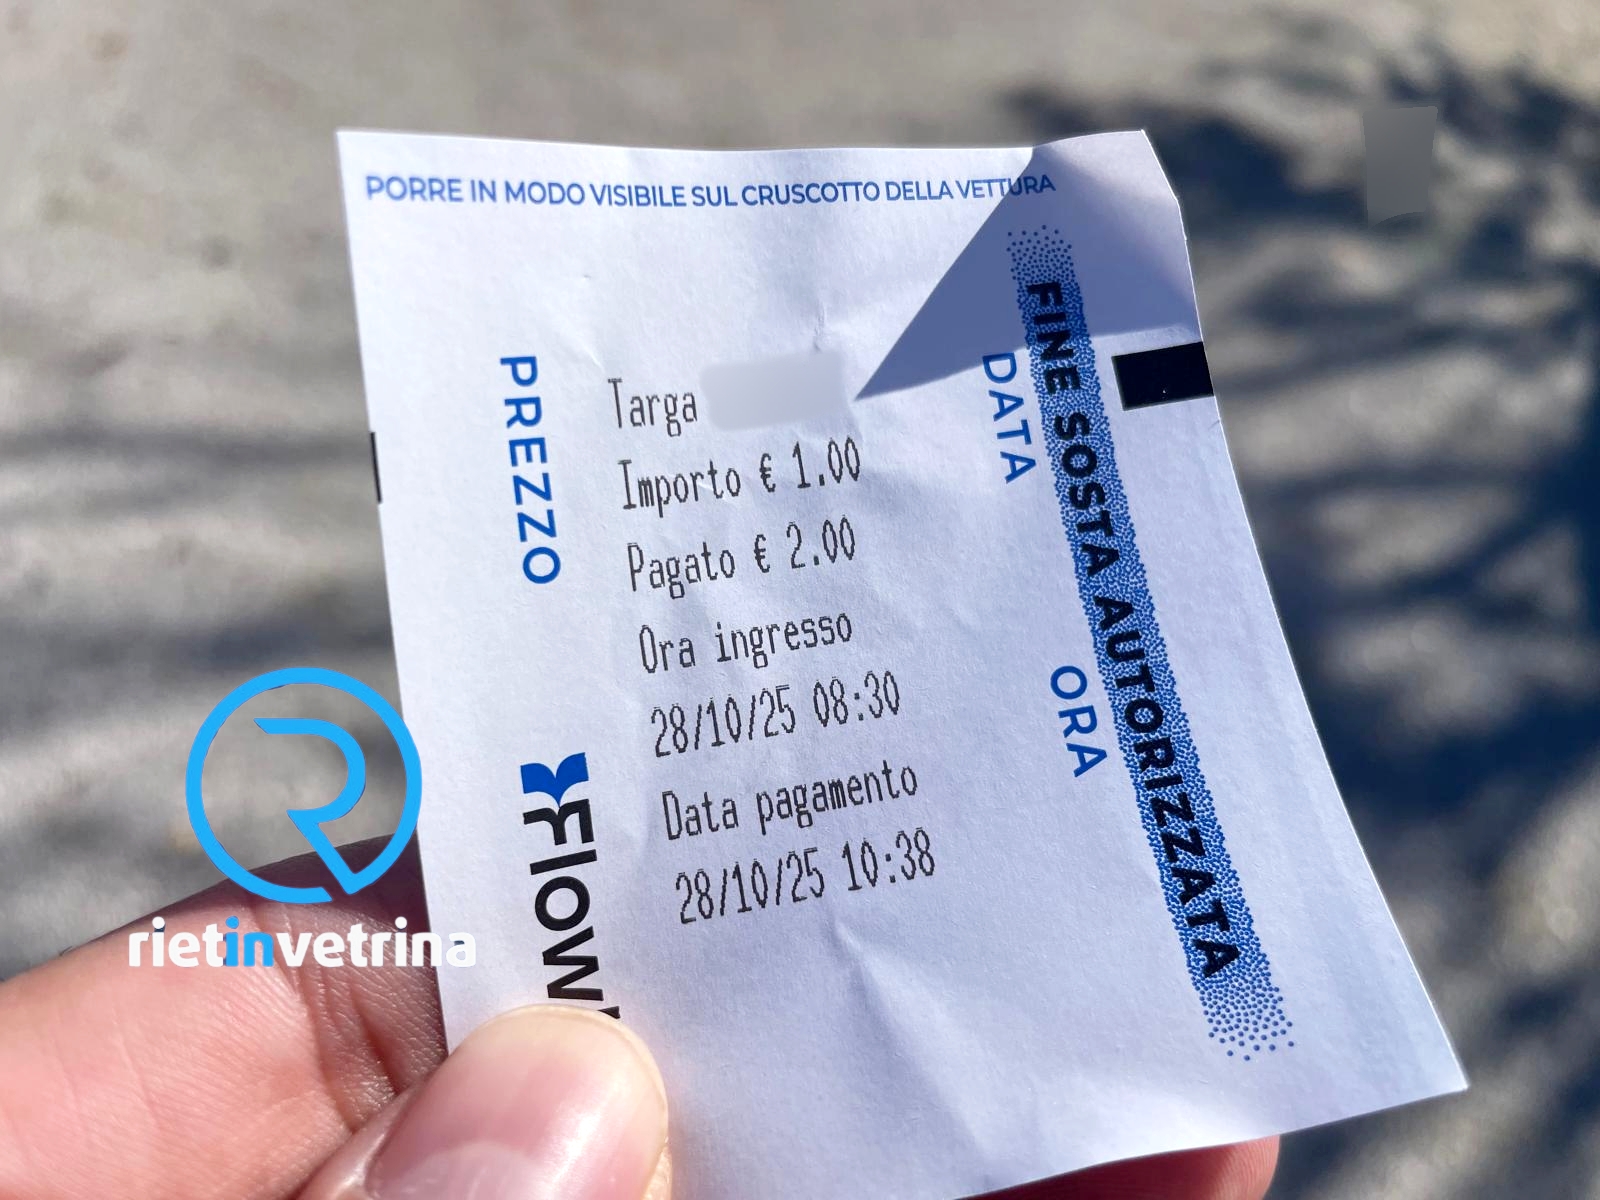 PORRE IN MODO VISIBILE SUL CRUSCOTTO DELLA VETTURA
PREZZO
Targa
Importo € 1.00
Pagato € 2.00
Ora ingresso
28/10/25 08:30
Data pagamento
28/10/25 10:38
DATA
ORA
FINE SOSTA AUTORIZZATA
Flow
rietinvetrina